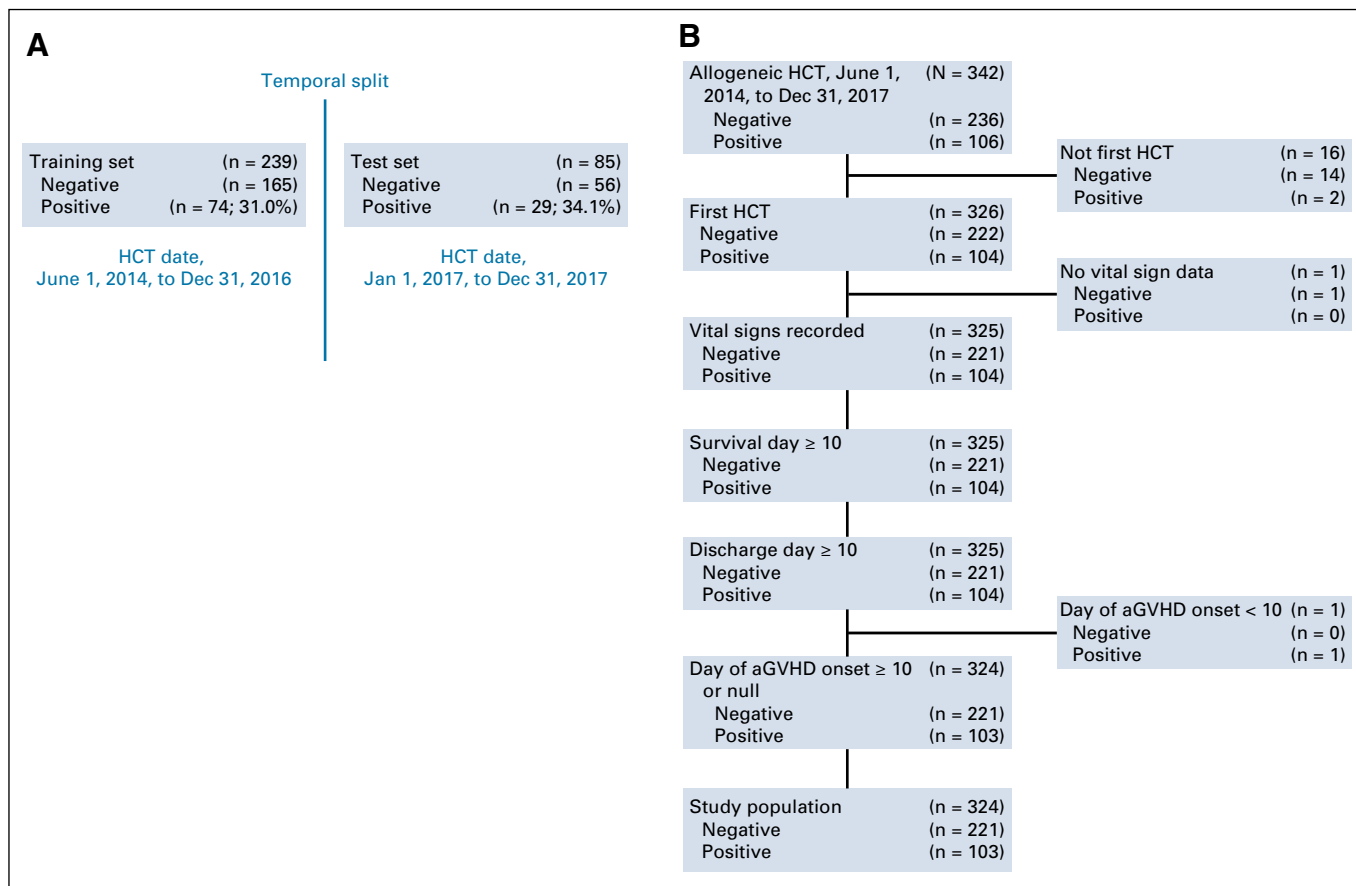 A
Temporal split
Training set (n = 239)
Negative (n = 165)
Positive (n = 74; 31.0%)
HCT date,
June 1, 2014, to Dec 31, 2016
Test set (n = 85)
Negative (n = 56)
Positive (n = 29; 34.1%)
HCT date,
Jan 1, 2017, to Dec 31, 2017
B
Allogeneic HCT, June 1, (N = 342)
2014, to Dec 31, 2017
Negative (n = 236)
Positive (n = 106)
Not first HCT (n = 16)
Negative (n = 14)
Positive (n = 2)
First HCT (n = 326)
Negative (n = 222)
Positive (n = 104)
No vital sign data (n = 1)
Negative (n = 1)
Positive (n = 0)
Vital signs recorded (n = 325)
Negative (n = 221)
Positive (n = 104)
Survival day ≥ 10 (n = 325)
Negative (n = 221)
Positive (n = 104)
Discharge day ≥ 10 (n = 325)
Negative (n = 221)
Positive (n = 104)
Day of aGVHD onset < 10 (n = 1)
Negative (n = 0)
Positive (n = 1)
Day of aGVHD onset ≥ 10 (n = 324)
or null
Negative (n = 221)
Positive (n = 103)
Study population (n = 324)
Negative (n = 221)
Positive (n = 103)